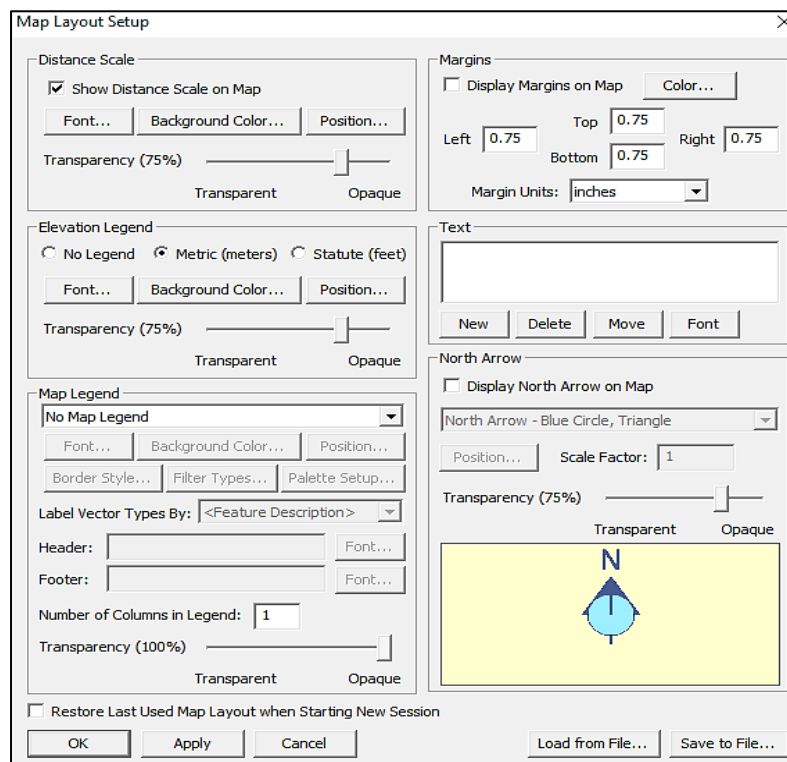 Map Layout Setup
Distance Scale
Show Distance Scale on Map
Font... Background Color... Position...
Transparency (75%)
Transparent Opaque
Elevation Legend
No Legend Metric (meters) Statute (feet)
Font... Background Color... Position...
Transparency (75%)
Transparent Opaque
Map Legend
No Map Legend
Font... Background Color... Position...
Border Style... Filter Types... Palette Setup...
Label Vector Types By: <Feature Description>
Header: Font...
Footer: Font...
Number of Columns in Legend: 1
Transparency (100%)
Transparent Opaque
Margins
Display Margins on Map Color...
Top 0.75
Left 0.75 Right 0.75
Bottom 0.75
Margin Units: inches
Text
New Delete Move Font
North Arrow
Display North Arrow on Map
North Arrow - Blue Circle, Triangle
Position... Scale Factor: 1
Transparency (75%)
Transparent Opaque
N
Restore Last Used Map Layout when Starting New Session
OK Apply Cancel Load from File... Save to File...